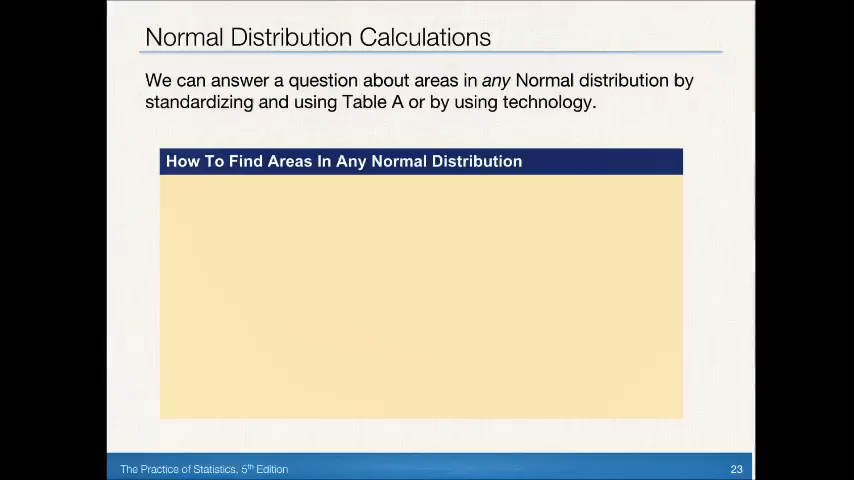 Normal Distribution Calculations
We can answer a question about areas in any Normal distribution by
standardizing and using Table A or by using technology.
How To Find Areas In Any Normal Distribution
The Practice of Statistics, 5th Edition
23